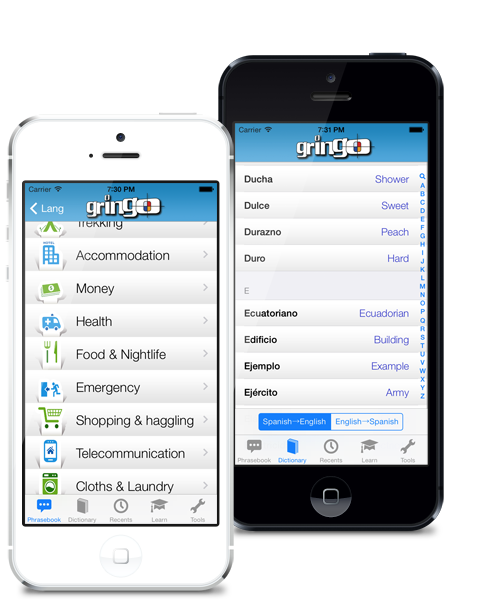 Carrier 7:30 PM
Lang
gringo
Trekking
HOTEL
Accommodation
Money
Health
Food & Nightlife
Emergency
Shopping & haggling
Telecommunication
Cloths & Laundry
Phrasebook Dictionary Recents Learn Tools
Carrier 7:31 PM
gringo
Ducha Shower
Dulce Sweet
Durazno Peach
Duro Hard
E
Ecuatoriano Ecuadorian
Edificio Building
Ejemplo Example
Ejército Army
A
B
C
D
E
F
G
H
I
J
K
L
M
N
O
P
Q
R
S
T
U
V
W
X
Y
Z
Spanish→English English→Spanish
Phrasebook Dictionary Recents Learn Tools